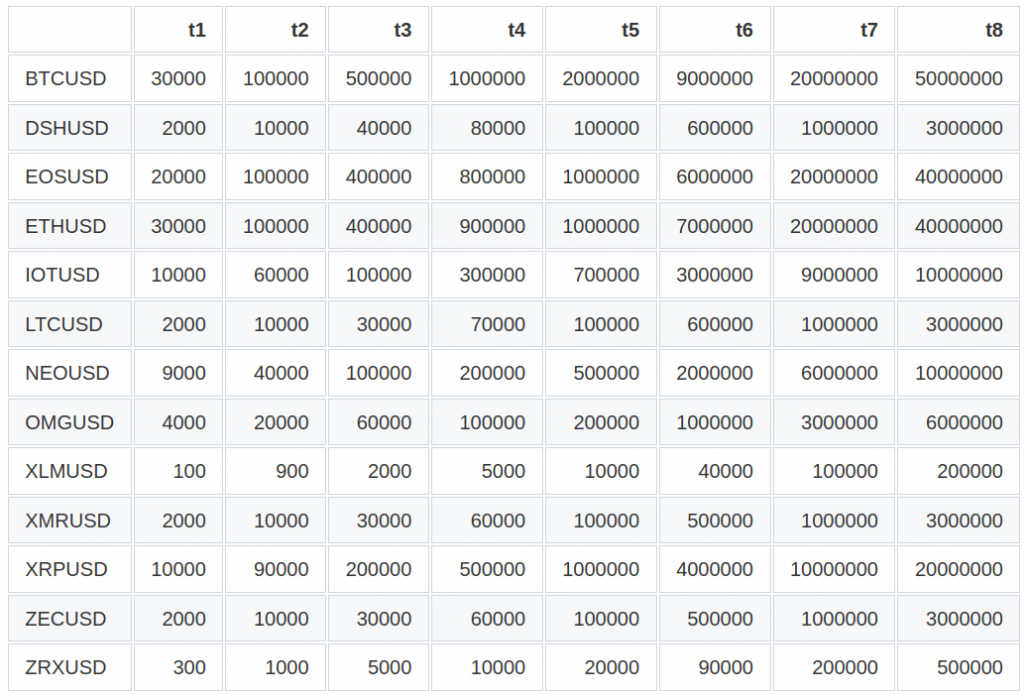 t1 t2 t3 t4 t5 t6 t7 t8
BTCUSD 30000 100000 500000 1000000 2000000 9000000 20000000 50000000
DSHUSD 2000 10000 40000 80000 100000 600000 1000000 3000000
EOSUSD 20000 100000 400000 800000 1000000 6000000 20000000 40000000
ETHUSD 30000 100000 400000 900000 1000000 7000000 20000000 40000000
IOTUSD 10000 60000 100000 300000 700000 3000000 9000000 10000000
LTCUSD 2000 10000 30000 70000 100000 600000 1000000 3000000
NEOUSD 9000 40000 100000 200000 500000 2000000 6000000 10000000
OMGUSD 4000 20000 60000 100000 200000 1000000 3000000 6000000
XLMUSD 100 900 2000 5000 10000 40000 100000 200000
XMRUSD 2000 10000 30000 60000 100000 500000 1000000 3000000
XRPUSD 10000 90000 200000 500000 1000000 4000000 10000000 20000000
ZECUSD 2000 10000 30000 60000 100000 500000 1000000 3000000
ZRXUSD 300 1000 5000 10000 20000 90000 200000 500000